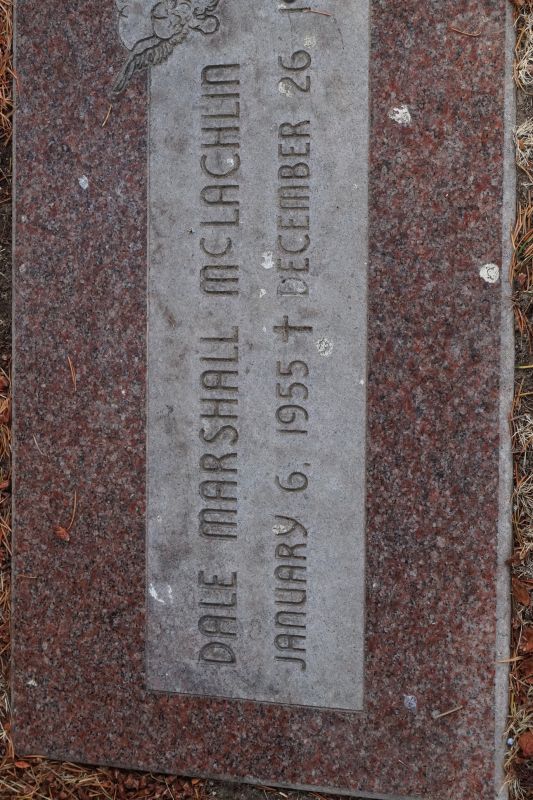 DALE MARSHALL McLACHLIN
JANUARY 6, 1955 † DECEMBER 26